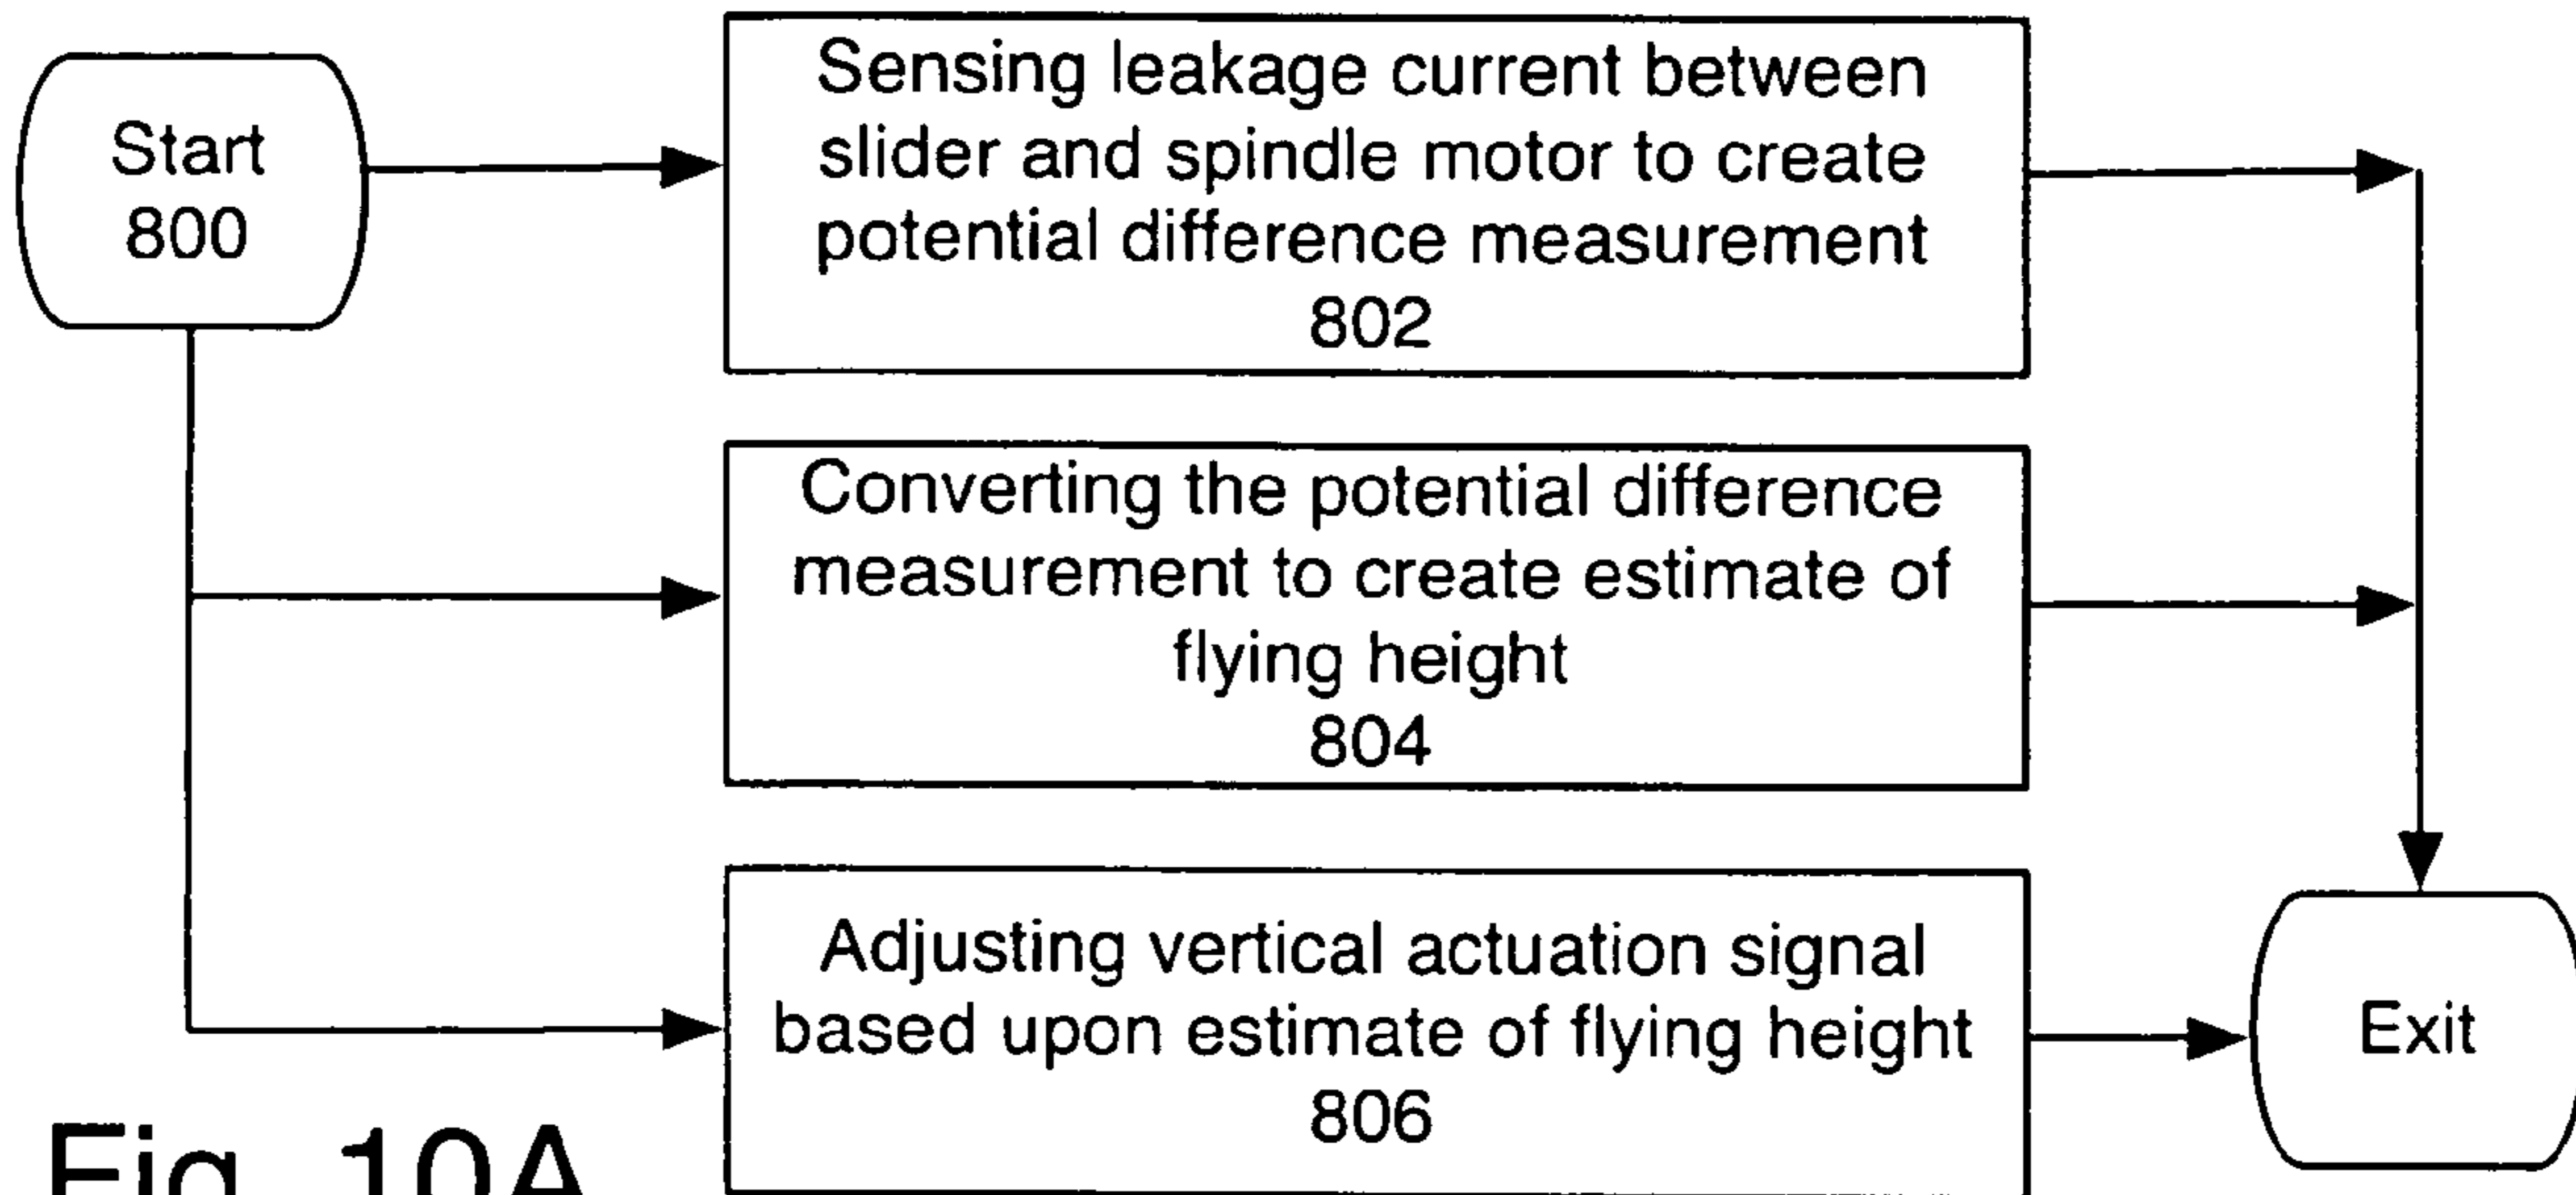 Start
800
Sensing leakage current between
slider and spindle motor to create
potential difference measurement
802
Converting the potential difference
measurement to create estimate of
flying height
804
Adjusting vertical actuation signal
based upon estimate of flying height
806
Exit
Fig. 10A